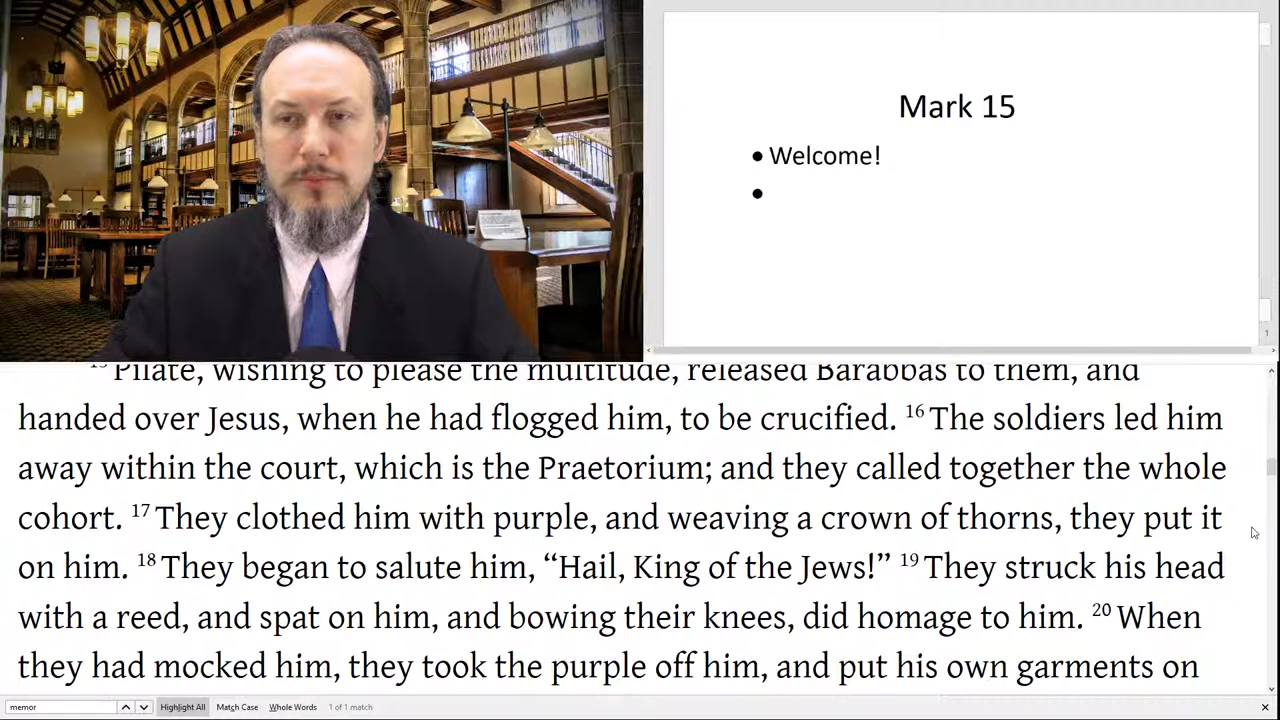 Mark 15
• Welcome!
•
1
15 Pilate, wishing to please the multitude, released Barabbas to them, and
handed over Jesus, when he had flogged him, to be crucified. 16 The soldiers led him
away within the court, which is the Praetorium; and they called together the whole
cohort. 17 They clothed him with purple, and weaving a crown of thorns, they put it
on him. 18 They began to salute him, “Hail, King of the Jews!” 19 They struck his head
with a reed, and spat on him, and bowing their knees, did homage to him. 20 When
they had mocked him, they took the purple off him, and put his own garments on
memor Highlight All Match Case Whole Words 1 of 1 match